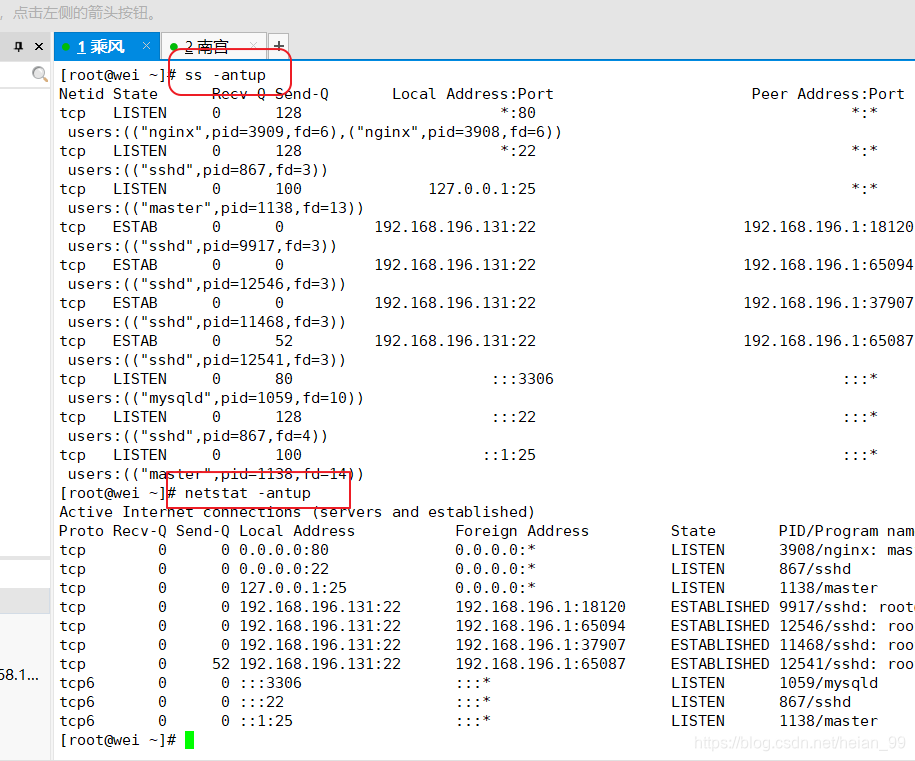 ，点击左侧的箭头按钮。
1 乘风 × 2 南宫 × +
[root@wei ~]# ss -antup
Netid State Recv-Q Send-Q Local Address:Port Peer Address:Port
tcp LISTEN 0 128 *:80 *:*
users:(("nginx",pid=3909,fd=6),("nginx",pid=3908,fd=6))
tcp LISTEN 0 128 *:22 *:*
users:(("sshd",pid=867,fd=3))
tcp LISTEN 0 100 127.0.0.1:25 *:*
users:(("master",pid=1138,fd=13))
tcp ESTAB 0 0 192.168.196.131:22 192.168.196.1:18120
users:(("sshd",pid=9917,fd=3))
tcp ESTAB 0 0 192.168.196.131:22 192.168.196.1:65094
users:(("sshd",pid=12546,fd=3))
tcp ESTAB 0 0 192.168.196.131:22 192.168.196.1:37907
users:(("sshd",pid=11468,fd=3))
tcp ESTAB 0 52 192.168.196.131:22 192.168.196.1:65087
users:(("sshd",pid=12541,fd=3))
tcp LISTEN 0 80 :::3306 :::*
users:(("mysqld",pid=1059,fd=10))
tcp LISTEN 0 128 :::22 :::*
users:(("sshd",pid=867,fd=4))
tcp LISTEN 0 100 ::1:25 :::*
users:(("master",pid=1138,fd=14))
[root@wei ~]# netstat -antup
Active Internet connections (servers and established)
Proto Recv-Q Send-Q Local Address Foreign Address State PID/Program nam
tcp 0 0 0.0.0.0:80 0.0.0.0:* LISTEN 3908/nginx: mas
tcp 0 0 0.0.0.0:22 0.0.0.0:* LISTEN 867/sshd
tcp 0 0 127.0.0.1:25 0.0.0.0:* LISTEN 1138/master
tcp 0 0 192.168.196.131:22 192.168.196.1:18120 ESTABLISHED 9917/sshd: root
tcp 0 0 192.168.196.131:22 192.168.196.1:65094 ESTABLISHED 12546/sshd: roo
tcp 0 0 192.168.196.131:22 192.168.196.1:37907 ESTABLISHED 11468/sshd: roo
tcp 0 52 192.168.196.131:22 192.168.196.1:65087 ESTABLISHED 12541/sshd: roo
tcp6 0 0 :::3306 :::* LISTEN 1059/mysqld
58.1...
tcp6 0 0 :::22 :::* LISTEN 867/sshd
tcp6 0 0 ::1:25 :::* LISTEN 1138/master
[root@wei ~]#
https://blog.csdn.net/heian_99